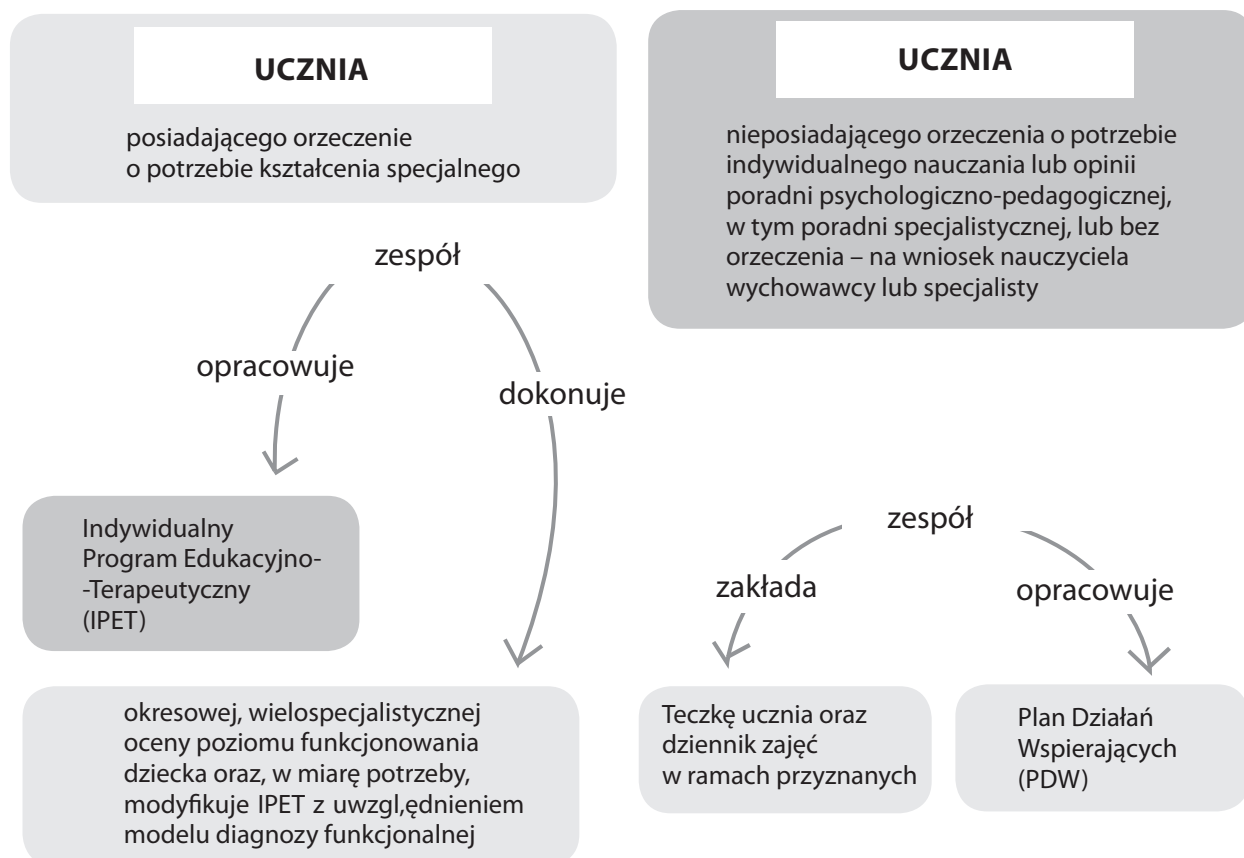 UCZNIA
posiadającego orzeczenie
o potrzebie kształcenia specjalnego
zespół
opracowuje
dokonuje
Indywidualny
Program Edukacyjno-
-Terapeutyczny
(IPET)
okresowej, wielospecjalistycznej
oceny poziomu funkcjonowania
dziecka oraz, w miarę potrzeby,
modyfikuje IPET z uwzgl,ędnieniem
modelu diagnozy funkcjonalnej
UCZNIA
nieposiadającego orzeczenia o potrzebie
indywidualnego nauczania lub opinii
poradni psychologiczno-pedagogicznej,
w tym poradni specjalistycznej, lub bez
orzeczenia – na wniosek nauczyciela
wychowawcy lub specjalisty
zespół
zakłada
opracowuje
Teczkę ucznia oraz
dziennik zajęć
w ramach przyznanych
Plan Działań
Wspierających
(PDW)